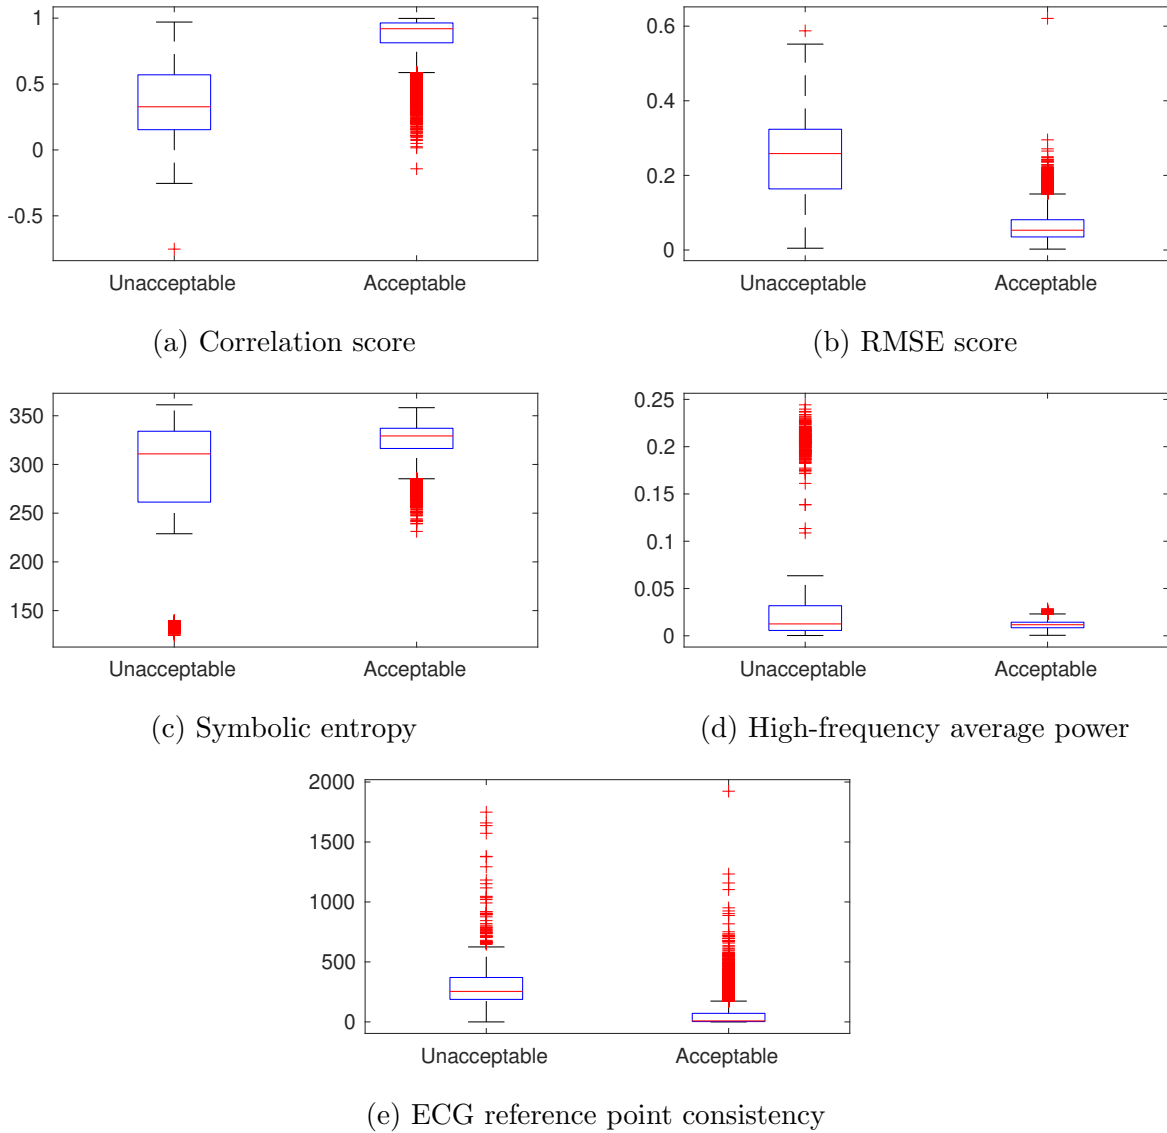 1
0.5
0
-0.5
Unacceptable Acceptable
(a) Correlation score
0.6
0.4
0.2
0
Unacceptable Acceptable
(b) RMSE score
350
300
250
200
150
Unacceptable Acceptable
(c) Symbolic entropy
0.25
0.2
0.15
0.1
0.05
0
Unacceptable Acceptable
(d) High-frequency average power
2000
1500
1000
500
0
Unacceptable Acceptable
(e) ECG reference point consistency